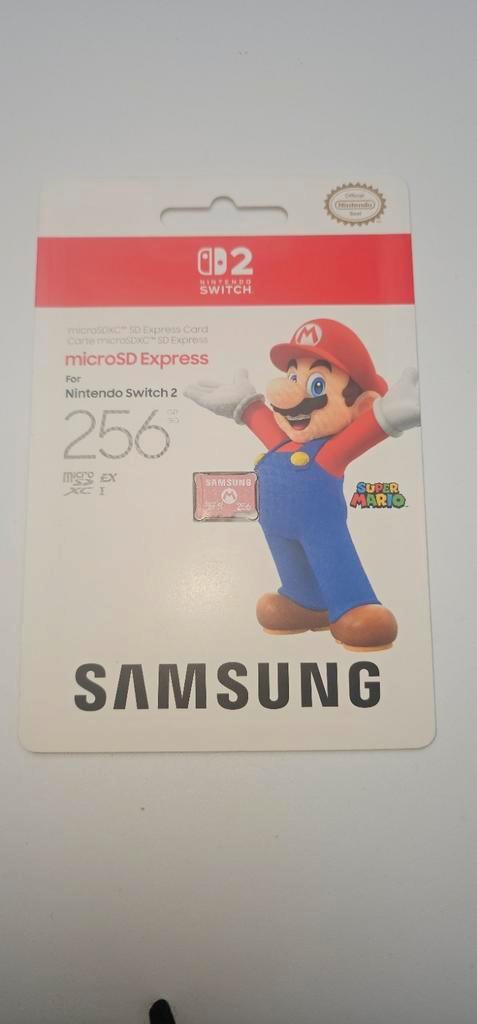 Official
Nintendo
Seal
2
NINTENDO
SWITCH
microSDXC™ SD Express Card
Carte microSDXC™ SD Express
microSD Express
For
Nintendo Switch 2
256 GB
GO
micro
SD EX
XC I
SAMSUNG
M
256
SUPER
MARIO
SAMSUNG